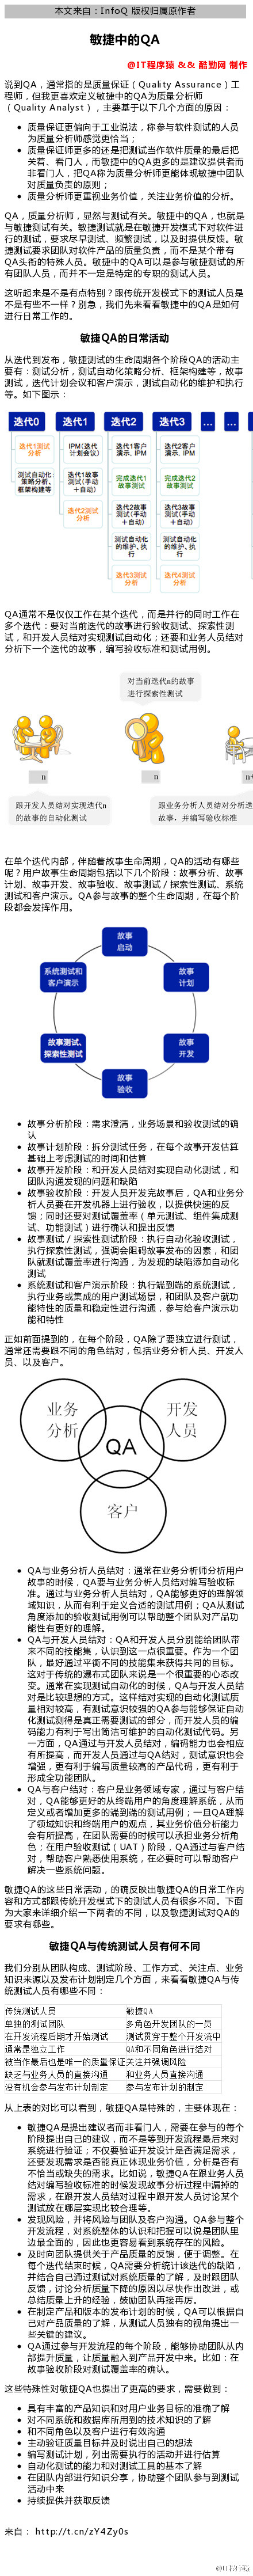 本文来自：InfoQ 版权归属原作者
敏捷中的QA
@IT程序猿 && 酷勤网 制作
说到QA，通常指的是质量保证（Quality Assurance）工
程师，但我更喜欢定义敏捷中的QA为质量分析师
（Quality Analyst），主要基于以下几个方面的原因：
质量保证更偏向于工业说法，称参与软件测试的人员
为质量分析师感觉更恰当；
质量保证师更多的还是把测试当作软件质量的最后把
关着、看门人，而敏捷中的QA更多的是建议提供者而
非看门人，把QA称为质量分析师更能体现敏捷中团队
对质量负责的原则；
质量分析师更重视业务价值，关注业务价值的分析。
QA，质量分析师，显然与测试有关。敏捷中的QA，也就是
与敏捷测试有关。敏捷测试就是在敏捷开发模式下对软件进
行的测试，要求尽早测试、频繁测试，以及时提供反馈。敏
捷测试要求团队对软件产品的质量负责，而不是某个带有
QA头衔的特殊人员。敏捷中的QA可以是参与敏捷测试的所
有团队人员，而并不一定是特定的专职的测试人员。
这听起来是不是有点特别？跟传统开发模式下的测试人员是
不是有些不一样？别急，我们先来看看敏捷中的QA是如何
进行日常工作的。
敏捷QA的日常活动
从迭代到发布，敏捷测试的生命周期各个阶段QA的活动主
要有：测试分析，测试自动化策略分析、框架构建等，故事
测试，迭代计划会议和客户演示，测试自动化的维护和执行
等。如下图示：
迭代0 迭代1 迭代2 迭代3 ... ...
迭代1测试分析 IPM(迭代计划会议) 迭代1客户演示、IPM 迭代2客户演示、IPM
测试自动化：策略分析、框架构建等 迭代1故事测试(手动＋自动) 完成迭代1故事测试 完成迭代2故事测试
迭代2测试分析 迭代2故事测试(手动＋自动) 迭代3故事测试(手动＋自动)
测试自动化的维护、执行 测试自动化的维护、执行
迭代3测试分析 迭代4测试分析
QA通常不是仅仅工作在某个迭代，而是并行的同时工作在
多个迭代：要对当前迭代的故事进行验收测试、探索性测
试，和开发人员结对实现测试自动化；还要和业务人员结对
分析下一个迭代的故事，编写验收标准和测试用例。
对当前迭代n的故事
进行探索性测试
n n
跟开发人员结对实现迭代n
的故事的自动化测试
跟业务分析人员结对分析迭
故事，并编写验收标准
在单个迭代内部，伴随着故事生命周期，QA的活动有哪些
呢？用户故事生命周期包括以下几个阶段：故事分析、故事
计划、故事开发、故事验收、故事测试 / 探索性测试、系统
测试和客户演示。QA参与故事的整个生命周期，在每个阶
段都会发挥作用。
故事启动
系统测试和客户演示 故事计划
故事测试、探索性测试 故事开发
故事验收
故事分析阶段：需求澄清，业务场景和验收测试的确
认
故事计划阶段：拆分测试任务，在每个故事开发估算
基础上考虑测试的时间和估算
故事开发阶段：和开发人员结对实现自动化测试，和
团队沟通发现的问题和缺陷
故事验收阶段：开发人员开发完故事后，QA和业务分
析人员要在开发机器上进行验收，以提供快速的反
馈；同时还要对测试覆盖率（单元测试、组件集成测
试、功能测试）进行确认和提出反馈
故事测试 / 探索性测试阶段：执行自动化验收测试，
执行探索性测试，强调会阻碍故事发布的因素，和团
队就测试覆盖率进行沟通，为发现的缺陷添加自动化
测试
系统测试和客户演示阶段：执行端到端的系统测试，
执行业务或集成的用户测试场景，和团队及客户就功
能特性的质量和稳定性进行沟通，参与给客户演示功
能和特性
正如前面提到的，在每个阶段，QA除了要独立进行测试，
通常还需要跟不同的角色结对，包括业务分析人员、开发人
员、以及客户。
业务
分析
开发
人员
QA
客户
QA与业务分析人员结对：通常在业务分析师分析用户
故事的时候，QA要与业务分析人员结对编写验收标
准。通过与业务分析人员结对，QA能够更好的理解领
域知识，从而有利于定义合适的测试用例；QA从测试
角度添加的验收测试用例可以帮助整个团队对产品功
能性有更好的理解。
QA与开发人员结对：QA和开发人员分别能给团队带
来不同的技能集，认识到这一点很重要。作为一个团
队，最好通过平衡不同的技能集来获得共同的目标。
这对于传统的瀑布式团队来说是一个很重要的心态改
变。通常在实现测试自动化的时候，QA与开发人员结
对是比较理想的方式。这样结对实现的自动化测试质
量相对较高，有测试意识较强的QA参与能够保证自动
化测试测得是真正需要测试的部分，而开发人员的编
码能力有利于写出简洁可维护的自动化测试代码。另
一方面，QA通过与开发人员结对，编码能力也会相应
有所提高，而开发人员通过与QA结对，测试意识也会
增强，更有利于编写质量较高的产品代码，更有利于
形成全功能团队。
QA与客户结对：客户是业务领域专家，通过与客户结
对，QA能够更好的从终端用户的角度理解系统，从而
定义或者增加更多的端到端的测试用例；一旦QA理解
了领域知识和终端用户的观点，其业务价值分析能力
会有所提高，在团队需要的时候可以承担业务分析角
色；在用户验收测试（UAT）阶段，QA通过与客户结
对，帮助客户熟悉使用系统，在必要时可以帮助客户
解决一些系统问题。
敏捷QA的这些日常活动，的确反映出敏捷QA的日常工作内
容和方式都跟传统开发模式下的测试人员有很多不同。下面
为大家来详细介绍一下两者的不同，以及敏捷测试对QA的
要求有哪些。
敏捷QA与传统测试人员有何不同
我们分别从团队构成、测试阶段、工作方式、关注点、业务
知识来源以及发布计划制定几个方面，来看看敏捷QA与传
统测试人员有哪些不同：
传统测试人员 敏捷QA
单独的测试团队 多角色开发团队的一员
在开发流程后期才开始测试 测试贯穿于整个开发流中
通常是独立工作 QA和不同角色进行结对
被当作最后也是唯一的质量保证 关注并强调风险
缺乏与业务人员的直接沟通 和业务人员直接沟通
没有机会参与发布计划制定 参与发布计划的制定
从上表的对比可以看到，敏捷QA是特殊的，主要体现在：
敏捷QA是提出建议者而非看门人，需要在参与的每个
阶段提出自己的建议，而不是等到开发流程最后来对
系统进行验证；不仅要验证开发设计是否满足需求，
还要发现需求是否能真正体现业务价值，分析是否有
不恰当或缺失的需求。比如说，敏捷QA在跟业务人员
结对编写验收标准的时候发现故事分析过程中漏掉的
需求，在跟开发人员结对过程中跟开发人员讨论某个
测试放在哪层实现比较合理等。
发现风险，并将风险与团队及客户沟通。QA参与整个
开发流程，对系统整体的认识和把握可以说是团队里
边最全面的，因此也更容易看到系统存在的风险。
及时向团队提供关于产品质量的反馈，便于调整。在
每个迭代结束时候，QA需要分析统计该迭代的缺陷，
并结合自己通过测试对系统质量的了解，及时跟团队
反馈，讨论分析质量下降的原因以尽快作出改进，或
总结质量上升的经验，鼓励团队再接再厉。
在制定产品和版本的发布计划的时候，QA可以根据自
己对产品质量的了解，从测试人员独有的视角提出一
些关键的建议。
QA通过参与开发流程的每个阶段，能够协助团队从内
部提升质量，让质量融入到产品开发中来。比如：在
故事验收阶段对测试覆盖率的确认。
这些特殊性对敏捷QA也提出了更高的要求，需要做到：
具有丰富的产品知识和对用户业务目标的准确了解
对不同系统和数据库所用到的技术知识的了解
和不同角色以及客户进行有效沟通
主动验证质量目标并及时说出自己的想法
编写测试计划，列出需要执行的活动并进行估算
自动化测试的能力和对测试工具的基本了解
在团队内部进行知识分享，协助整个团队参与到测试
活动中来
持续提供并获取反馈
来自： http://t.cn/zY4Zy0s
@IT程序猿